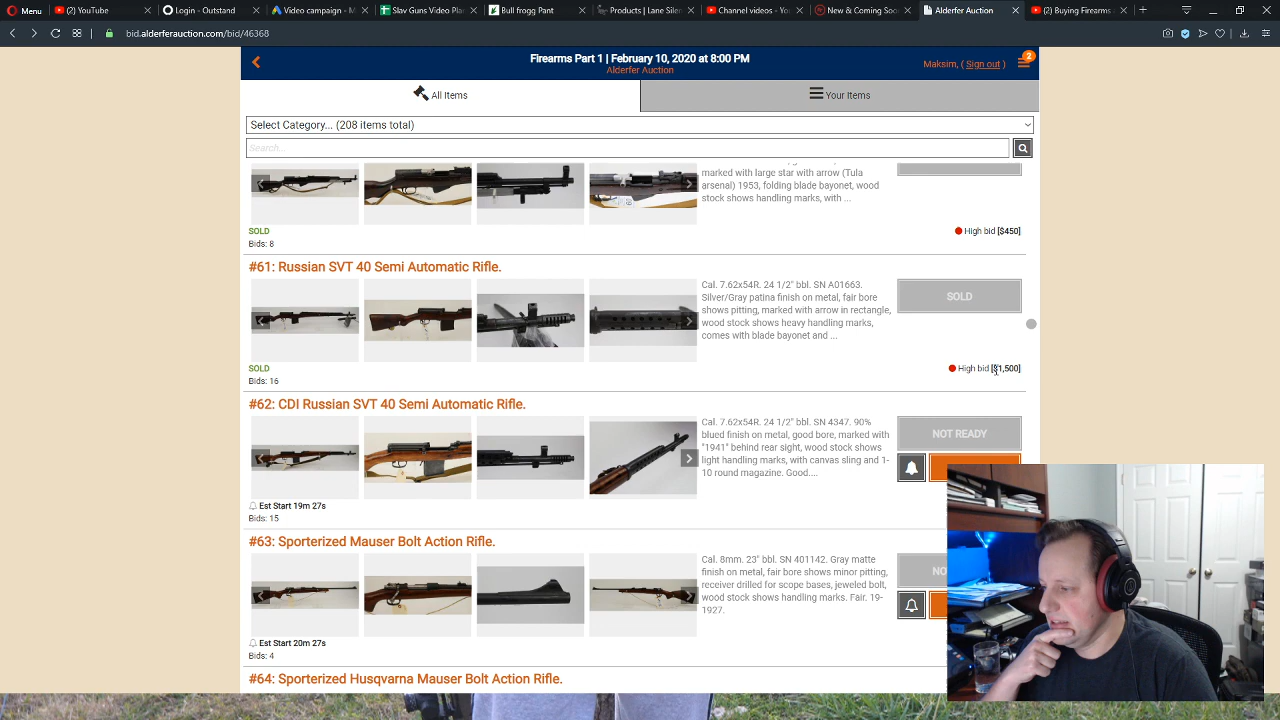 Menu
(2) YouTube
Login - Outstand
Video campaign - M
Slav Guns Video Plan
Bull frogg Pant
Products | Lane Silen
Channel videos - You
New & Coming Soon
Alderfer Auction
(2) Buying Firearms
bid.alderferauction.com/bid/46368
Firearms Part 1 | February 10, 2020 at 8:00 PM
Alderfer Auction
Maksim, ( Sign out )
2
All Items
Your Items
Select Category... (208 items total)
Search...
marked with large star with arrow (Tula
arsenal) 1953, folding blade bayonet, wood
stock shows handling marks, with ...
SOLD
High bid [$450]
Bids: 8
#61: Russian SVT 40 Semi Automatic Rifle.
Cal. 7.62x54R. 24 1/2" bbl. SN A01663.
Silver/Gray patina finish on metal, fair bore
shows pitting, marked with arrow in rectangle,
wood stock shows heavy handling marks,
comes with blade bayonet and ...
SOLD
SOLD
High bid [$1,500]
Bids: 16
#62: CDI Russian SVT 40 Semi Automatic Rifle.
Cal. 7.62x54R. 24 1/2" bbl. SN 4347. 90%
blued finish on metal, good bore, marked with
"1941" behind rear sight, wood stock shows
light handling marks, with canvas sling and 1-
10 round magazine. Good....
NOT READY
Est Start 19m 27s
Bids: 15
#63: Sporterized Mauser Bolt Action Rifle.
Cal. 8mm. 23" bbl. SN 401142. Gray matte
finish on metal, fair bore shows minor pitting,
receiver drilled for scope bases, jeweled bolt,
wood stock shows handling marks. Fair. 19-
1927.
NO
Est Start 20m 27s
Bids: 4
#64: Sporterized Husqvarna Mauser Bolt Action Rifle.